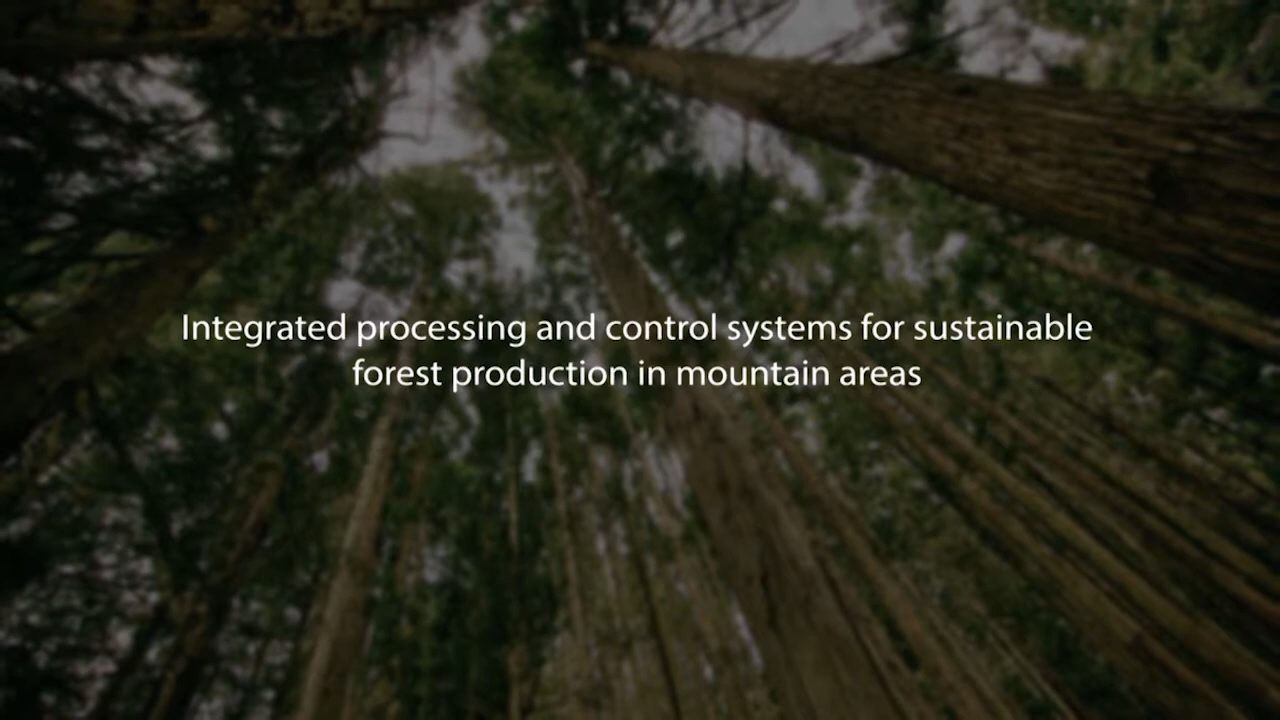 Integrated processing and control systems for sustainable
forest production in mountain areas